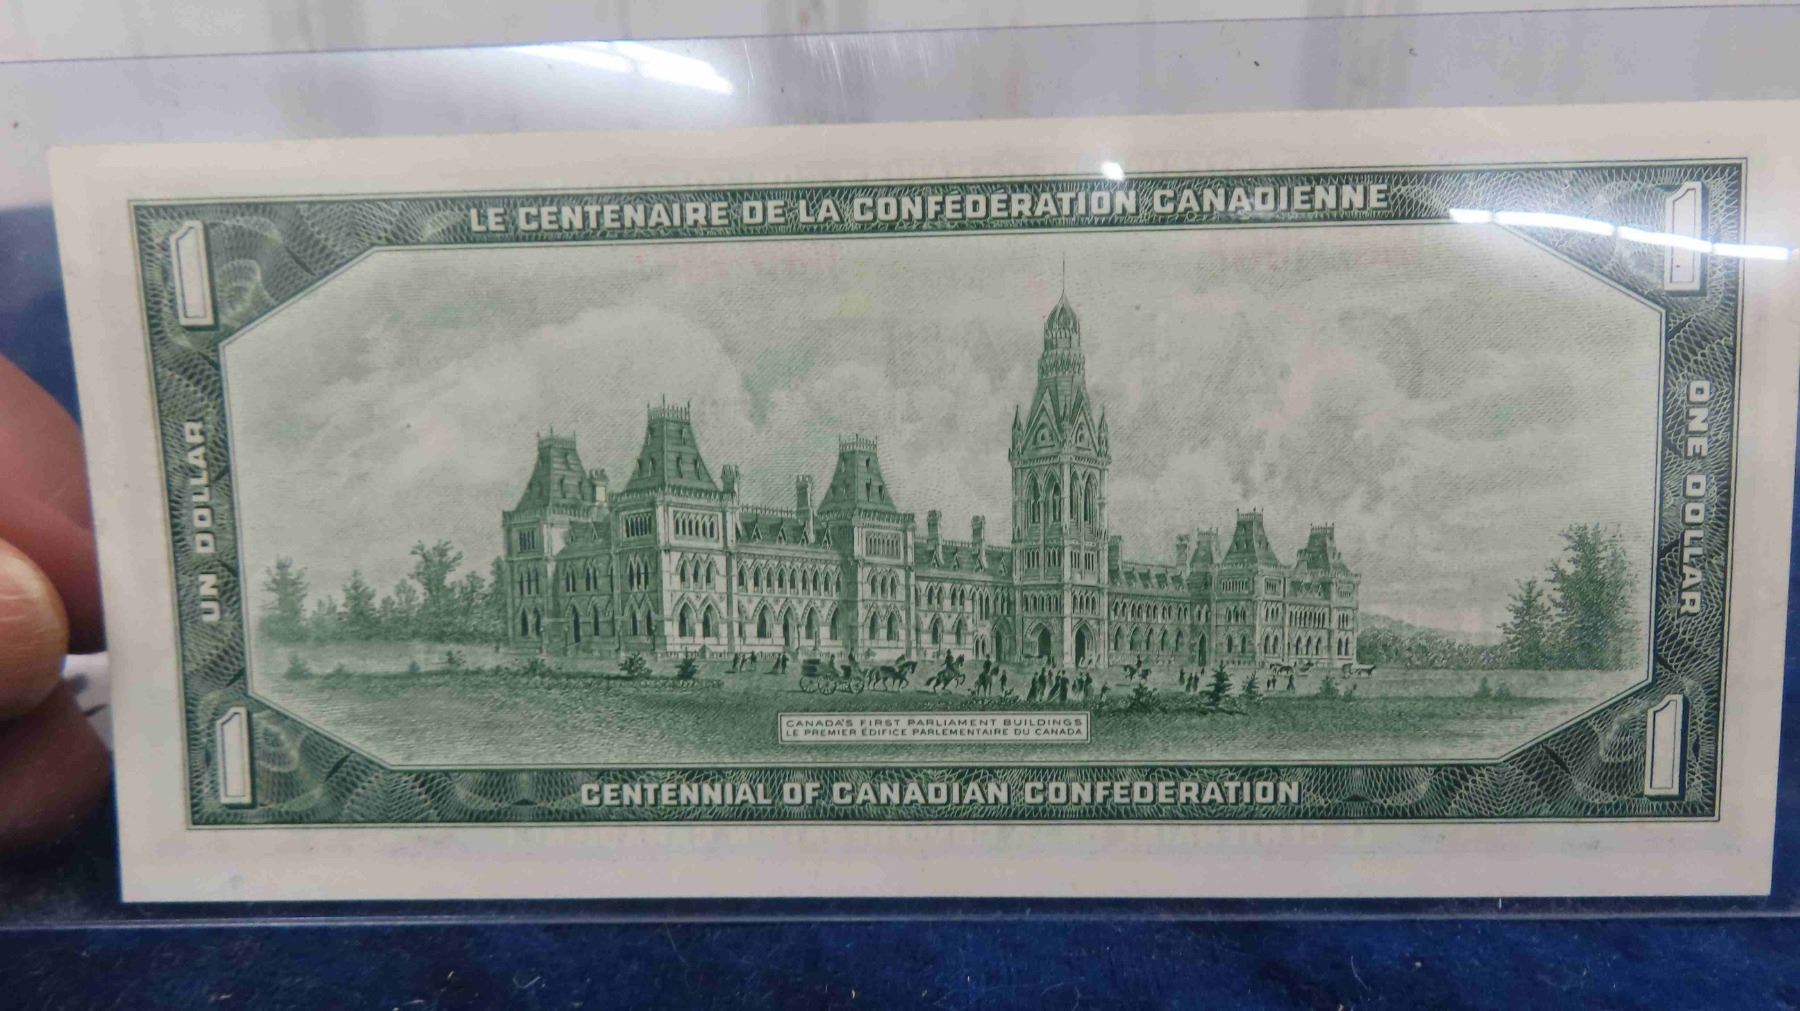 LE CENTENAIRE DE LA CONFÉDÉRATION CANADIENNE
1
1
UN DOLLAR
ONE DOLLAR
CANADA'S FIRST PARLIAMENT BUILDINGS
LE PREMIER ÉDIFICE PARLEMENTAIRE DU CANADA
1
1
CENTENNIAL OF CANADIAN CONFEDERATION